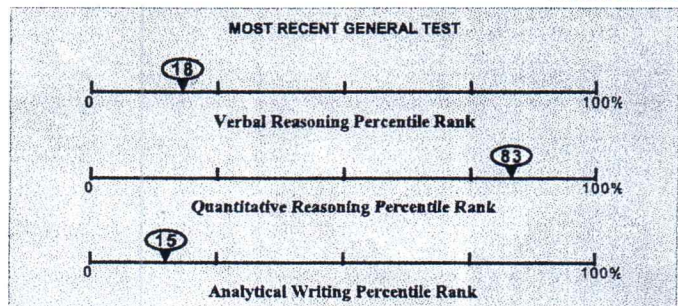 MOST RECENT GENERAL TEST
18
0 100%
Verbal Reasoning Percentile Rank
83
0 100%
Quantitative Reasoning Percentile Rank
15
0 100%
Analytical Writing Percentile Rank